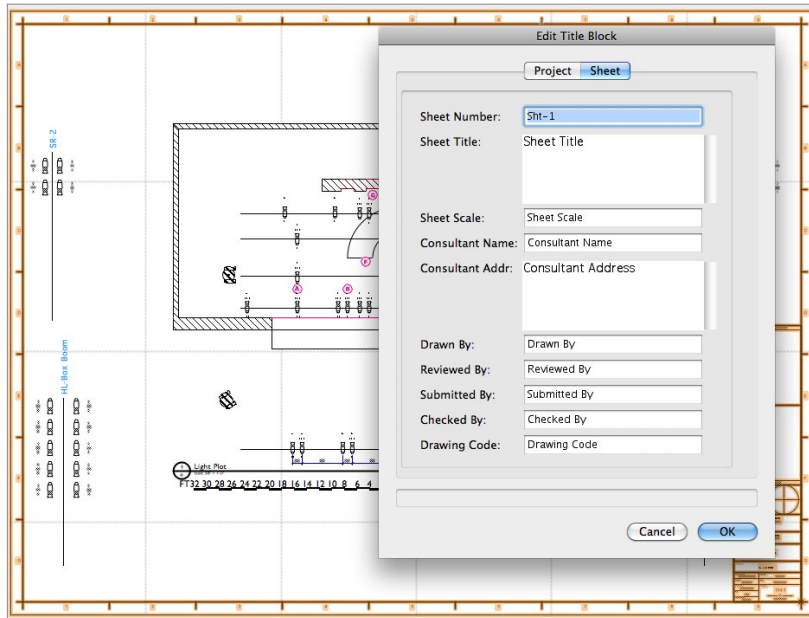 Edit Title Block
Project
Sheet
Sheet Number:
Sht-1
Sheet Title:
Sheet Title
Sheet Scale:
Sheet Scale
Consultant Name:
Consultant Name
Consultant Addr:
Consultant Address
Drawn By:
Drawn By
Reviewed By:
Reviewed By
Submitted By:
Submitted By
Checked By:
Checked By
Drawing Code:
Drawing Code
Cancel
OK
SR-2
HL-Box Boom
G
F
A
B
Light Plot
FT32 30 28 26 24 22 20 18 16 14 12 10 8 6 4